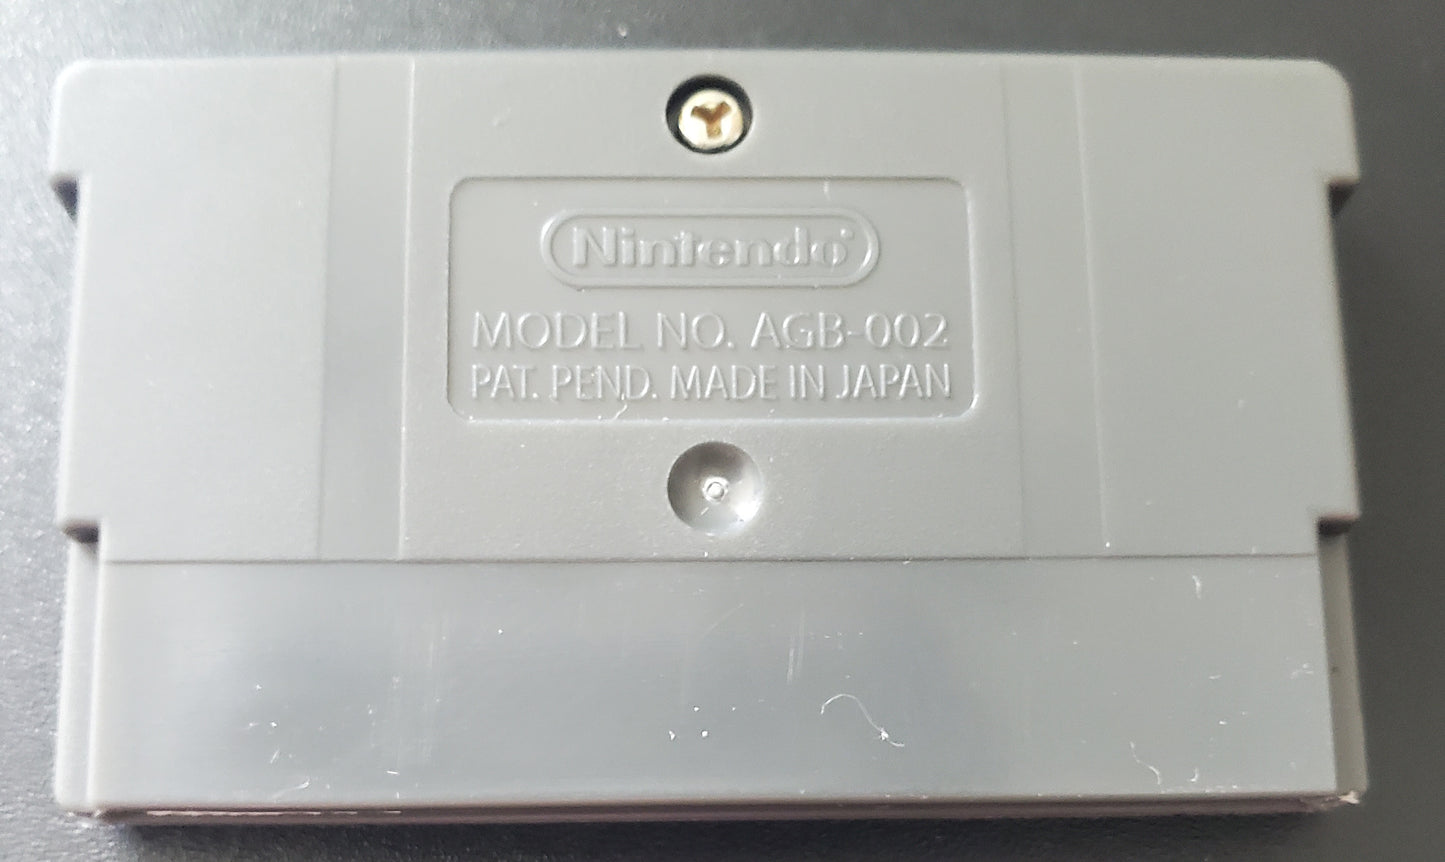 Nintendo
MODEL NO. AGB-002
PAT. PEND. MADE IN JAPAN